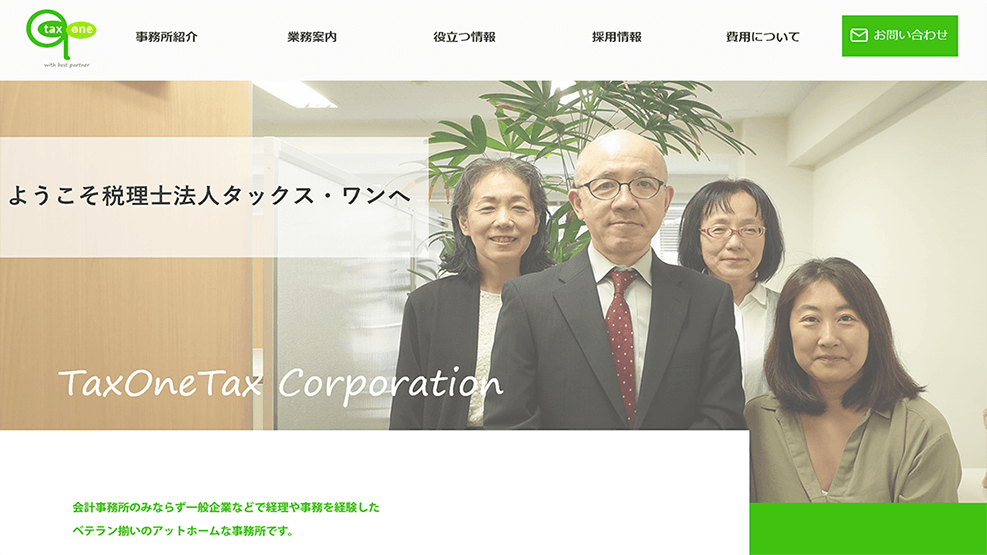 tax one
with best partner
事務所紹介
業務案内
役立つ情報
採用情報
費用について
お問い合わせ
ようこそ税理士法人タックス・ワンへ
TaxOneTax Corporation
会計事務所のみならず一般企業などで経理や事務を経験した
ベテラン揃いのアットホームな事務所です。